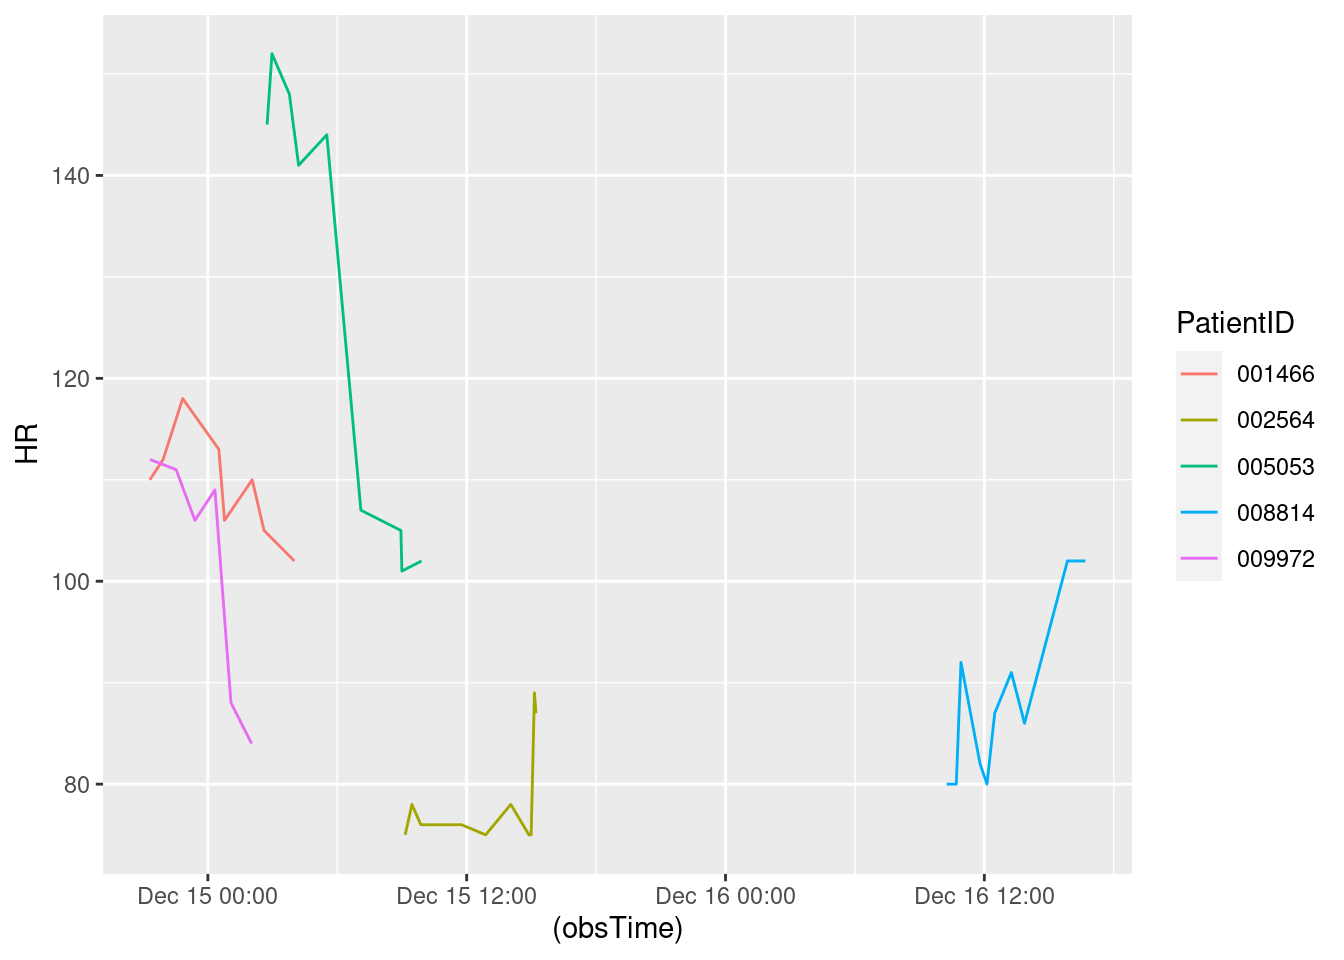 HR
140
120
100
80
Dec 15 00:00
Dec 15 12:00
Dec 16 00:00
Dec 16 12:00
(obsTime)
PatientID
001466
002564
005053
008814
009972